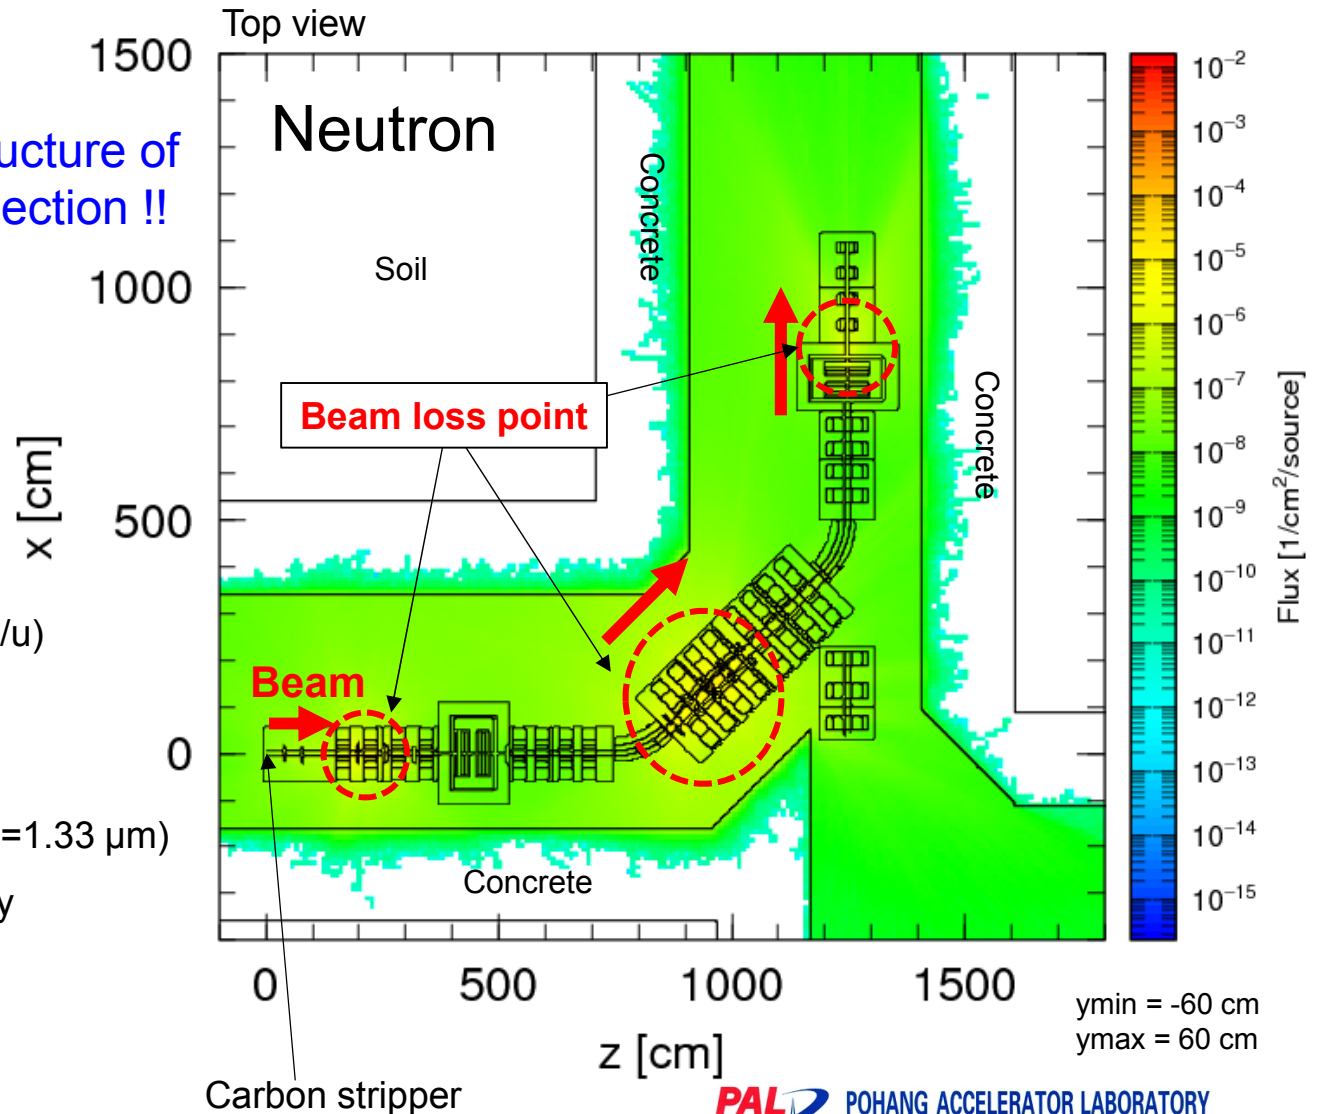 Top view
1500
1000
500
0
x [cm]
ucture of
ection !!
/u)
=1.33 μm)
y
Neutron
Soil
Concrete
Concrete
Concrete
Beam loss point
Beam
0
500
1000
1500
z [cm]
Carbon stripper
10⁻²
10⁻³
10⁻⁴
10⁻⁵
10⁻⁶
10⁻⁷
10⁻⁸
10⁻⁹
10⁻¹⁰
10⁻¹¹
10⁻¹²
10⁻¹³
10⁻¹⁴
10⁻¹⁵
Flux [1/cm²/source]
ymin = -60 cm
ymax = 60 cm
PAL POHANG ACCELERATOR LABORATORY